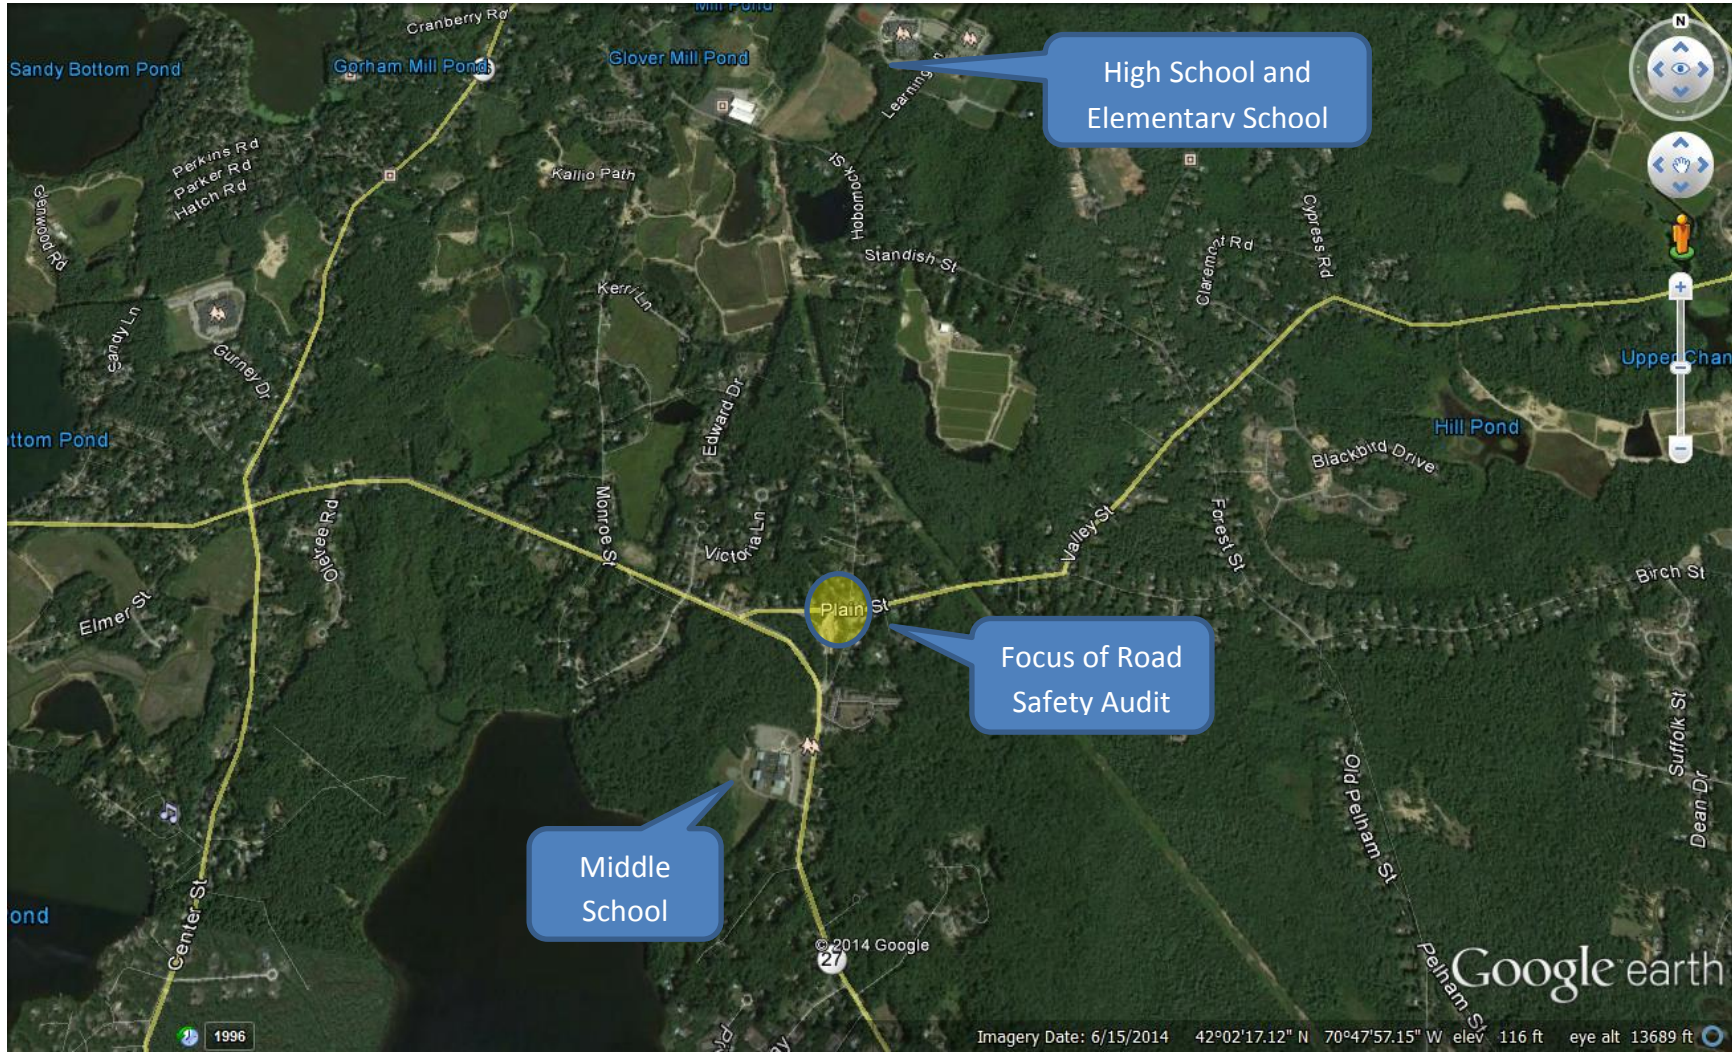 Mill Pond
Cranberry Rd
Sandy Bottom Pond
Gorham Mill Pond
Glover Mill Pond
N
High School and
Elementary School
Learning Ln
Perkins Rd
Parker Rd
Hatch Rd
Kallio Path
Hobomock St
Glenwood Rd
Cypress Rd
Claremont Rd
Standish St
Kerri Ln
Sandy Ln
Gurney Dr
Upper Chan
Edward Dr
ttom Pond
Hill Pond
Blackbird Drive
Monroe St
Forest St
Valley St
Victoria Ln
Birch St
Elmer St
Plain St
Focus of Road
Safety Audit
Suffolk St
Dean Dr
Old Pelham St
Middle
School
ond
Center St
© 2014 Google
27
Pelham St
Google earth
1996
Imagery Date: 6/15/2014 42°02'17.12" N 70°47'57.15" W elev 116 ft eye alt 13689 ft